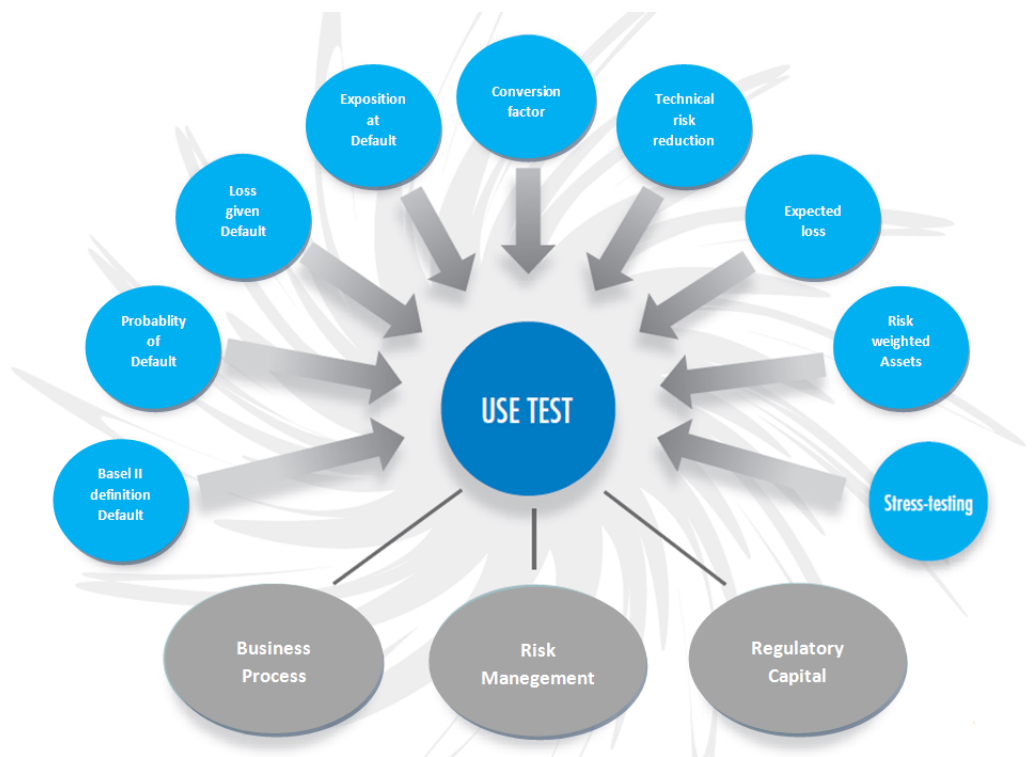 Conversion
factor
Exposition
at
Default
Technical
risk
reduction
Loss
given
Default
Expected
loss
Probablity
of
Default
Risk
weighted
Assets
USE TEST
Basel II
definition
Default
Stress-testing
Business
Process
Risk
Manegement
Regulatory
Capital